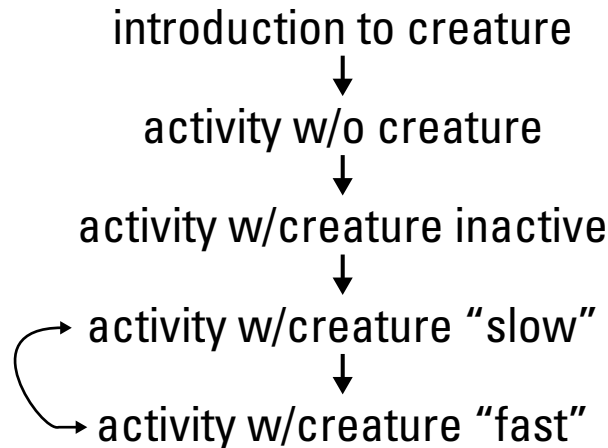 introduction to creature
activity w/o creature
activity w/creature inactive
activity w/creature “slow”
activity w/creature “fast”